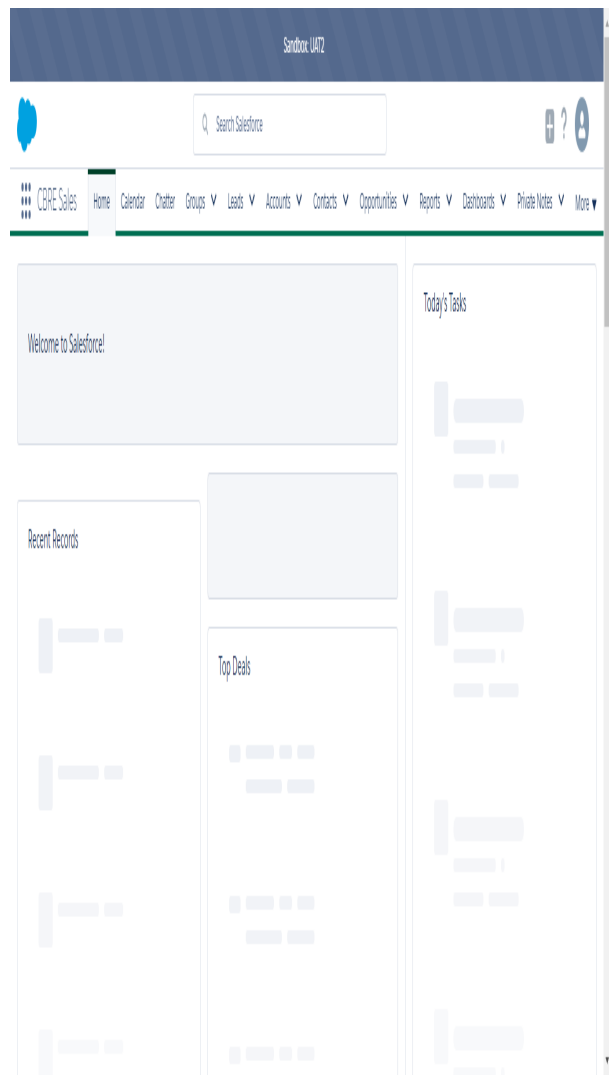 Sandbox: UAT2
Search Salesforce
CBRE Sales Home Calendar Chatter Groups Leads Accounts Contacts Opportunities Reports Dashboards Private Notes More
Welcome to Salesforce!
Today's Tasks
Recent Records
Top Deals